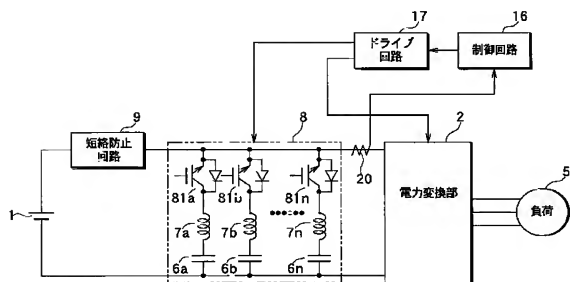 17
ドライブ
回路
16
制御回路
9
短絡防止
回路
8
2
20
電力変換部
5
負荷
1
81a
81b
81n
7a
7b
7n
6a
6b
6n